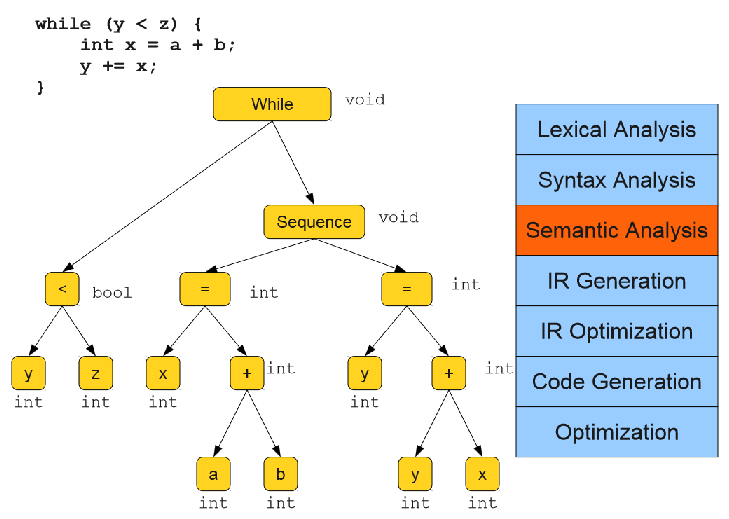 while (y < z) {
    int x = a + b;
    y += x;
}
While void
Sequence void
< bool = int = int
y z x + int y + int
int int int int
a b y x
int int int int
Lexical Analysis
Syntax Analysis
Semantic Analysis
IR Generation
IR Optimization
Code Generation
Optimization